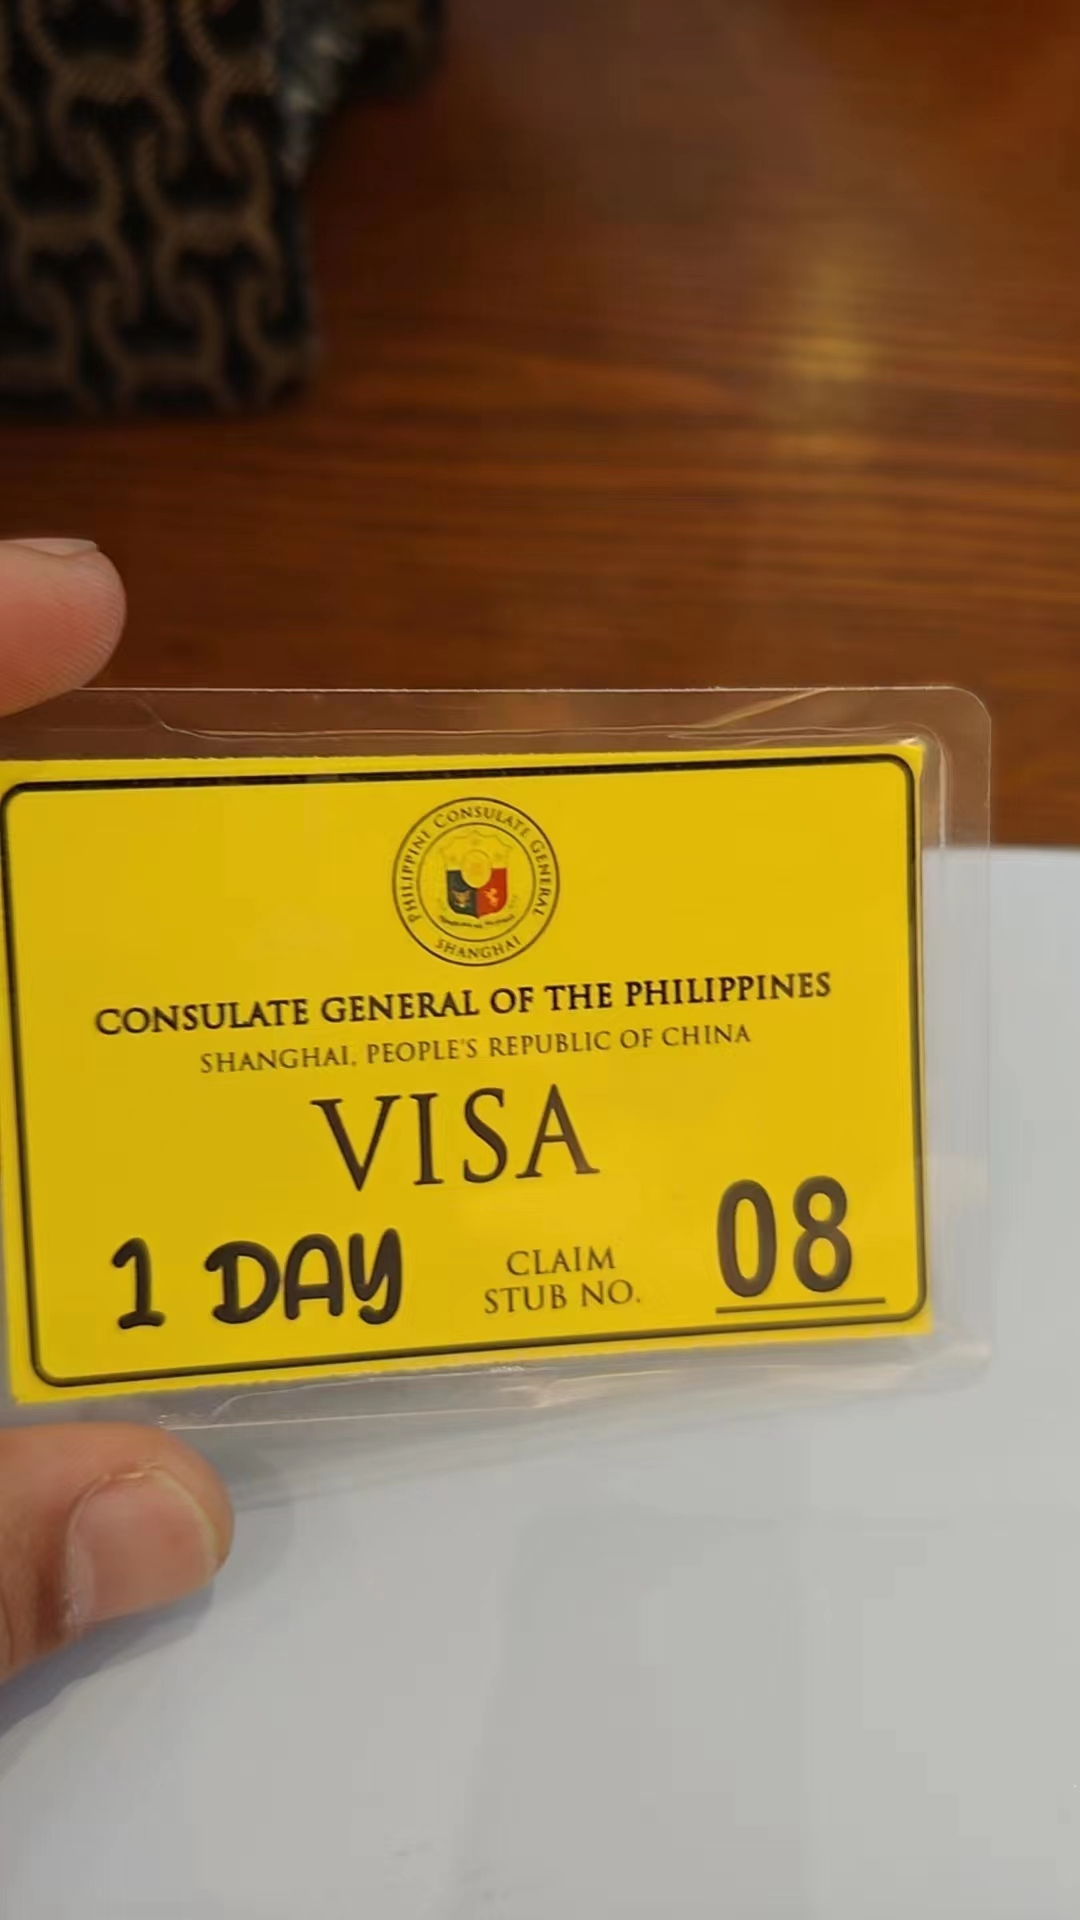 PHILIPPINE CONSULATE GENERAL
SHANGHAI
CONSULATE GENERAL OF THE PHILIPPINES
SHANGHAI, PEOPLE'S REPUBLIC OF CHINA
VISA
1 DAY
CLAIM
STUB NO.
08